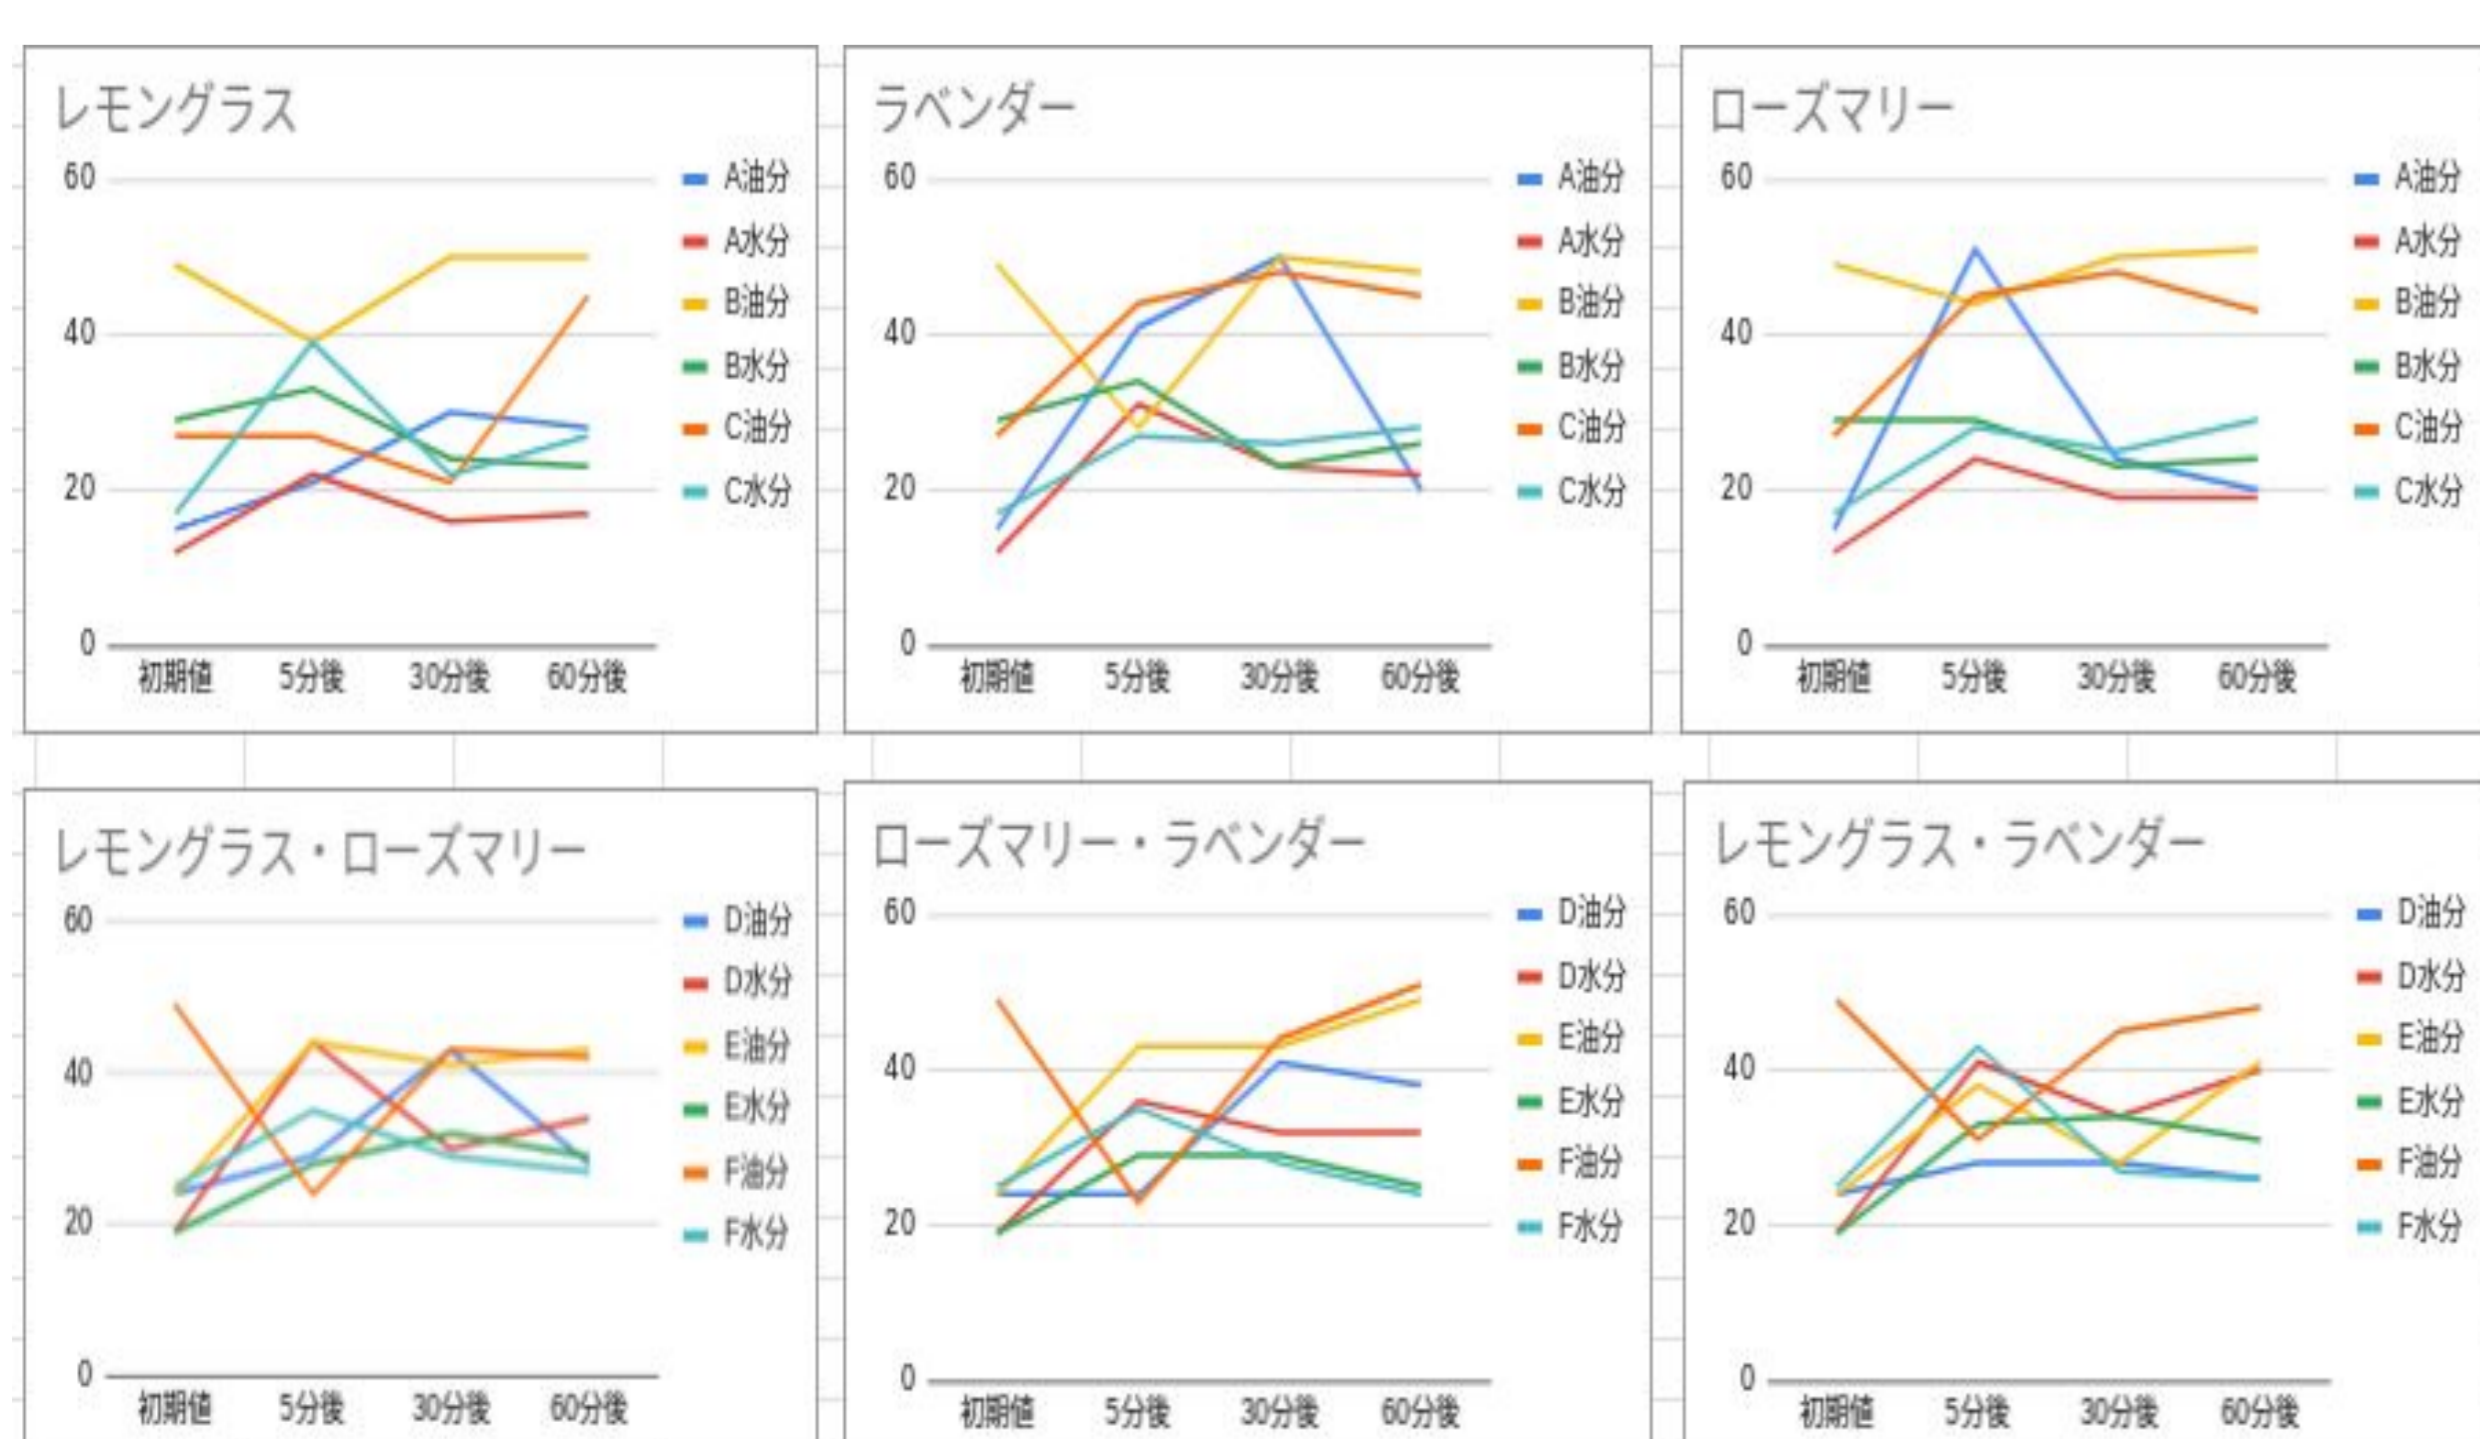 レモングラス
60
40
20
0
初期値 5分後 30分後 60分後
A油分
A水分
B油分
B水分
C油分
C水分
ラベンダー
60
40
20
0
初期値 5分後 30分後 60分後
A油分
A水分
B油分
B水分
C油分
C水分
ローズマリー
60
40
20
0
初期値 5分後 30分後 60分後
A油分
A水分
B油分
B水分
C油分
C水分
レモングラス・ローズマリー
60
40
20
0
初期値 5分後 30分後 60分後
D油分
D水分
E油分
E水分
F油分
F水分
ローズマリー・ラベンダー
60
40
20
0
初期値 5分後 30分後 60分後
D油分
D水分
E油分
E水分
F油分
F水分
レモングラス・ラベンダー
60
40
20
0
初期値 5分後 30分後 60分後
D油分
D水分
E油分
E水分
F油分
F水分